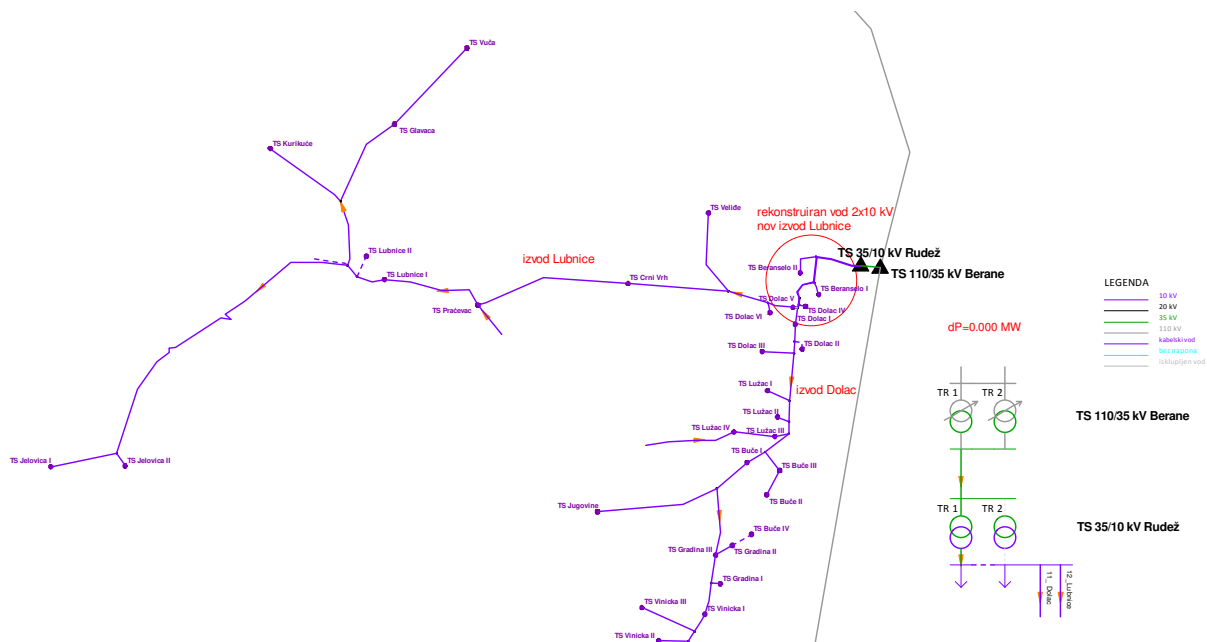 TS Vuča
TS Glavaca
TS Kurikuće
TS Veliđe
rekonstruiran vod 2x10 kV
nov izvod Lubnice
TS Lubnice II
izvod Lubnice
TS Beranselo II
TS 35/10 kV Rudež
TS 110/35 kV Berane
TS Lubnice I
TS Crni Vrh
TS Beranselo I
TS Praćevac
TS Dolac V
TS Dolac IV
TS Dolac VI
TS Dolac I
TS Dolac III
TS Dolac II
TS Lužac I
izvod Dolac
TS Lužac II
TS Lužac IV
TS Lužac III
TS Buče I
TS Jelovica I
TS Jelovica II
TS Buče III
TS Buče II
TS Jugovine
TS Buče IV
TS Gradina III
TS Gradina II
TS Gradina I
TS Vinicka III
TS Vinicka I
TS Vinicka II
LEGENDA
10 kV
20 kV
35 kV
110 kV
kabelski vod
bez napona
isklupljen vod
dP=0.000 MW
TR 1
TR 2
TS 110/35 kV Berane
TR 1
TR 2
TS 35/10 kV Rudež
11_ Dolac
12_Lubnice